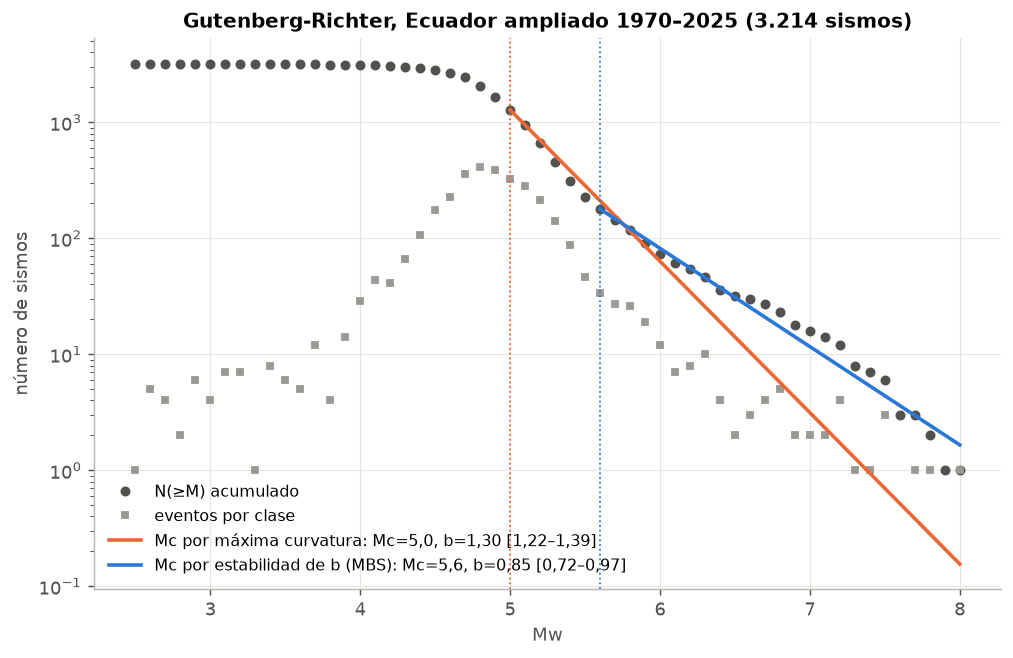 Gutenberg-Richter, Ecuador ampliado 1970–2025 (3.214 sismos)
número de sismos
10³
10²
10¹
10⁰
10⁻¹
N(≥M) acumulado
eventos por clase
Mc por máxima curvatura: Mc=5,0, b=1,30 [1,22–1,39]
Mc por estabilidad de b (MBS): Mc=5,6, b=0,85 [0,72–0,97]
3 4 5 6 7 8
Mw